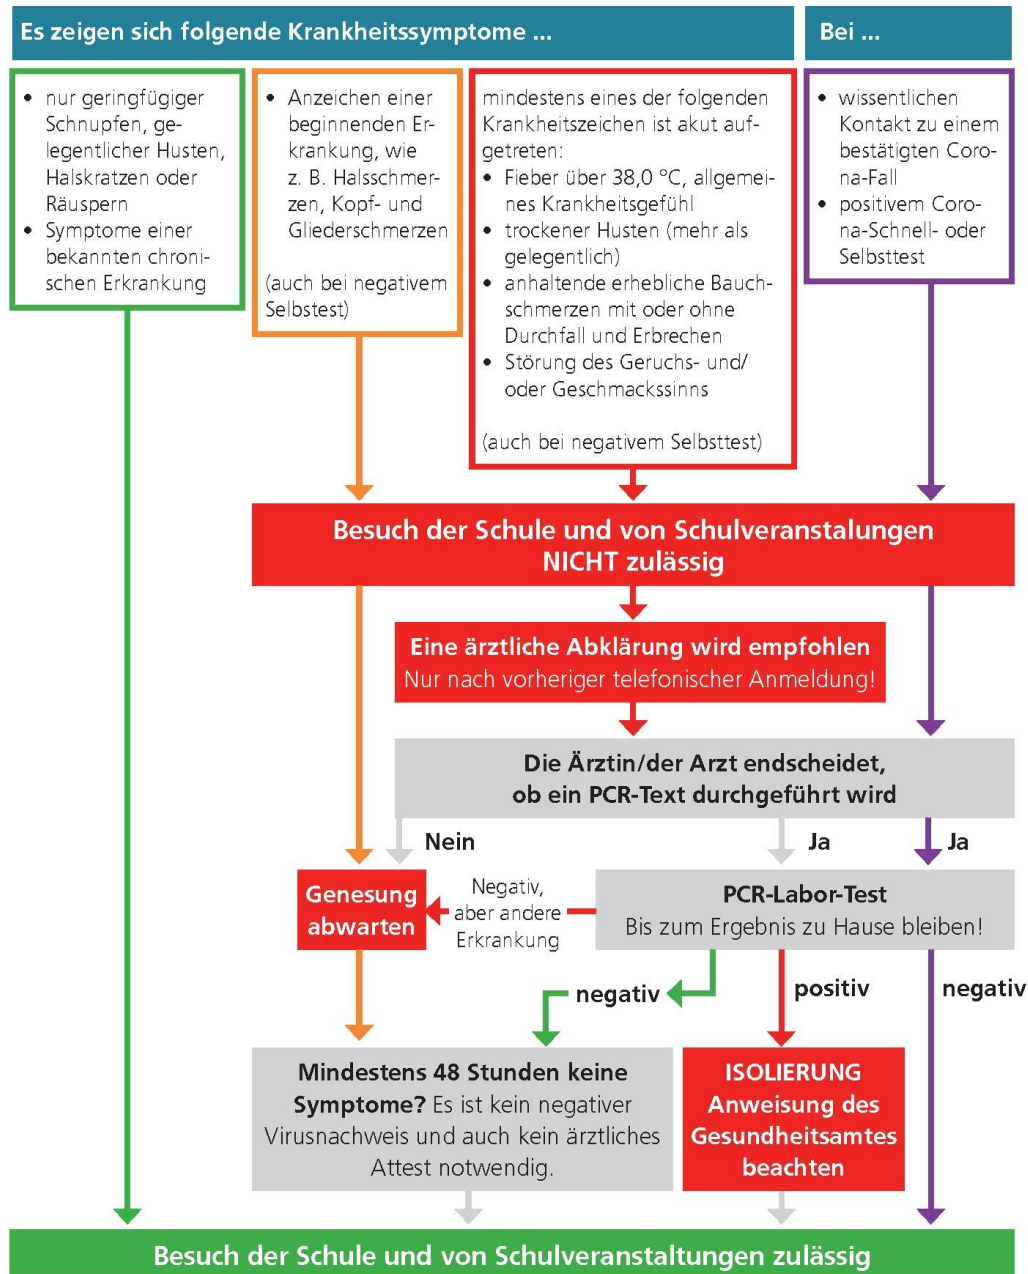 Es zeigen sich folgende Krankheitssymptome ...
Bei ...
• nur geringfügiger
Schnupfen, ge-
legentlicher Husten,
Halskratzen oder
Räuspern
• Symptome einer
bekannten chroni-
schen Erkrankung
• Anzeichen einer
beginnenden Er-
krankung, wie
z. B. Halsschmer-
zen, Kopf- und
Gliederschmerzen
(auch bei negativem
Selbstest)
mindestens eines der folgenden
Krankheitszeichen ist akut auf-
getreten:
• Fieber über 38,0 °C, allgemei-
nes Krankheitsgefühl
• trockener Husten (mehr als
gelegentlich)
• anhaltende erhebliche Bauch-
schmerzen mit oder ohne
Durchfall und Erbrechen
• Störung des Geruchs- und/
oder Geschmackssinns
(auch bei negativem Selbsttest)
• wissentlichen
Kontakt zu einem
bestätigten Coro-
na-Fall
• positivem Coro-
na-Schnell- oder
Selbsttest
Besuch der Schule und von Schulveranstalungen
NICHT zulässig
Eine ärztliche Abklärung wird empfohlen
Nur nach vorheriger telefonischer Anmeldung!
Die Ärztin/der Arzt endscheidet,
ob ein PCR-Text durchgeführt wird
Nein
Ja
Ja
Genesung
abwarten
Negativ,
aber andere
Erkrankung
PCR-Labor-Test
Bis zum Ergebnis zu Hause bleiben!
negativ
positiv
negativ
Mindestens 48 Stunden keine
Symptome? Es ist kein negativer
Virusnachweis und auch kein ärztliches
Attest notwendig.
ISOLIERUNG
Anweisung des
Gesundheitsamtes
beachten
Besuch der Schule und von Schulveranstaltungen zulässig